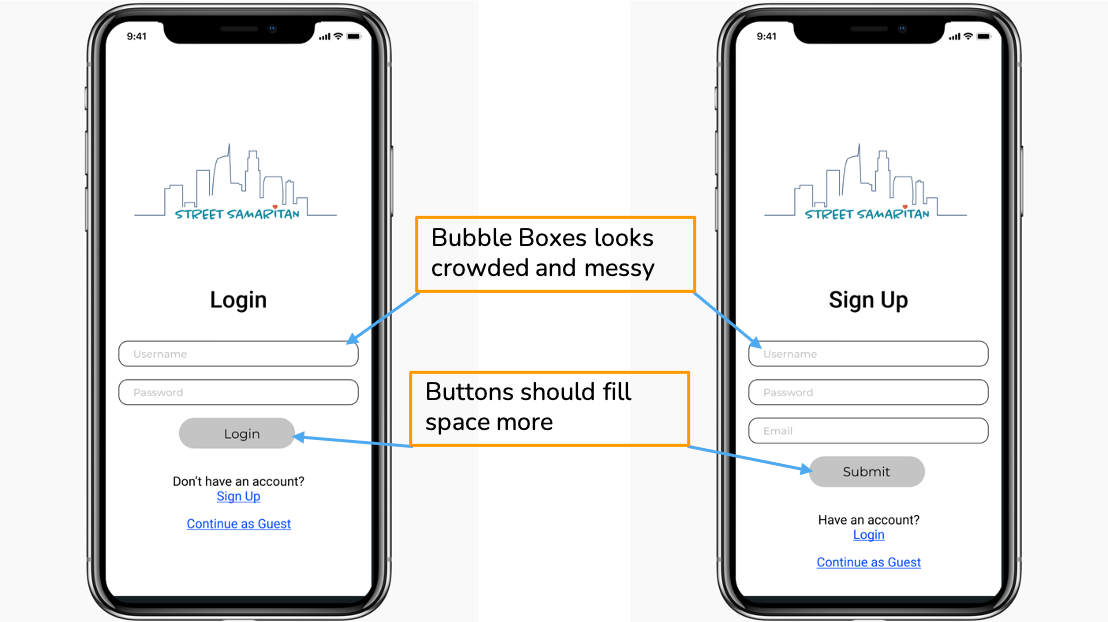 9:41
STREET SAMARITAN
Login
Username
Password
Login
Don't have an account?
Sign Up
Continue as Guest
Bubble Boxes looks
crowded and messy
Buttons should fill
space more
9:41
STREET SAMARITAN
Sign Up
Username
Password
Email
Submit
Have an account?
Login
Continue as Guest